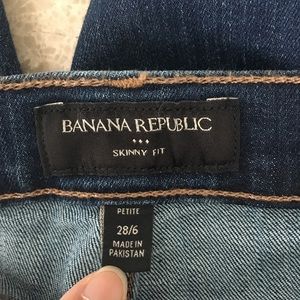 BANANA REPUBLIC
SKINNY FIT
PETITE
28/6
MADE IN
PAKISTAN